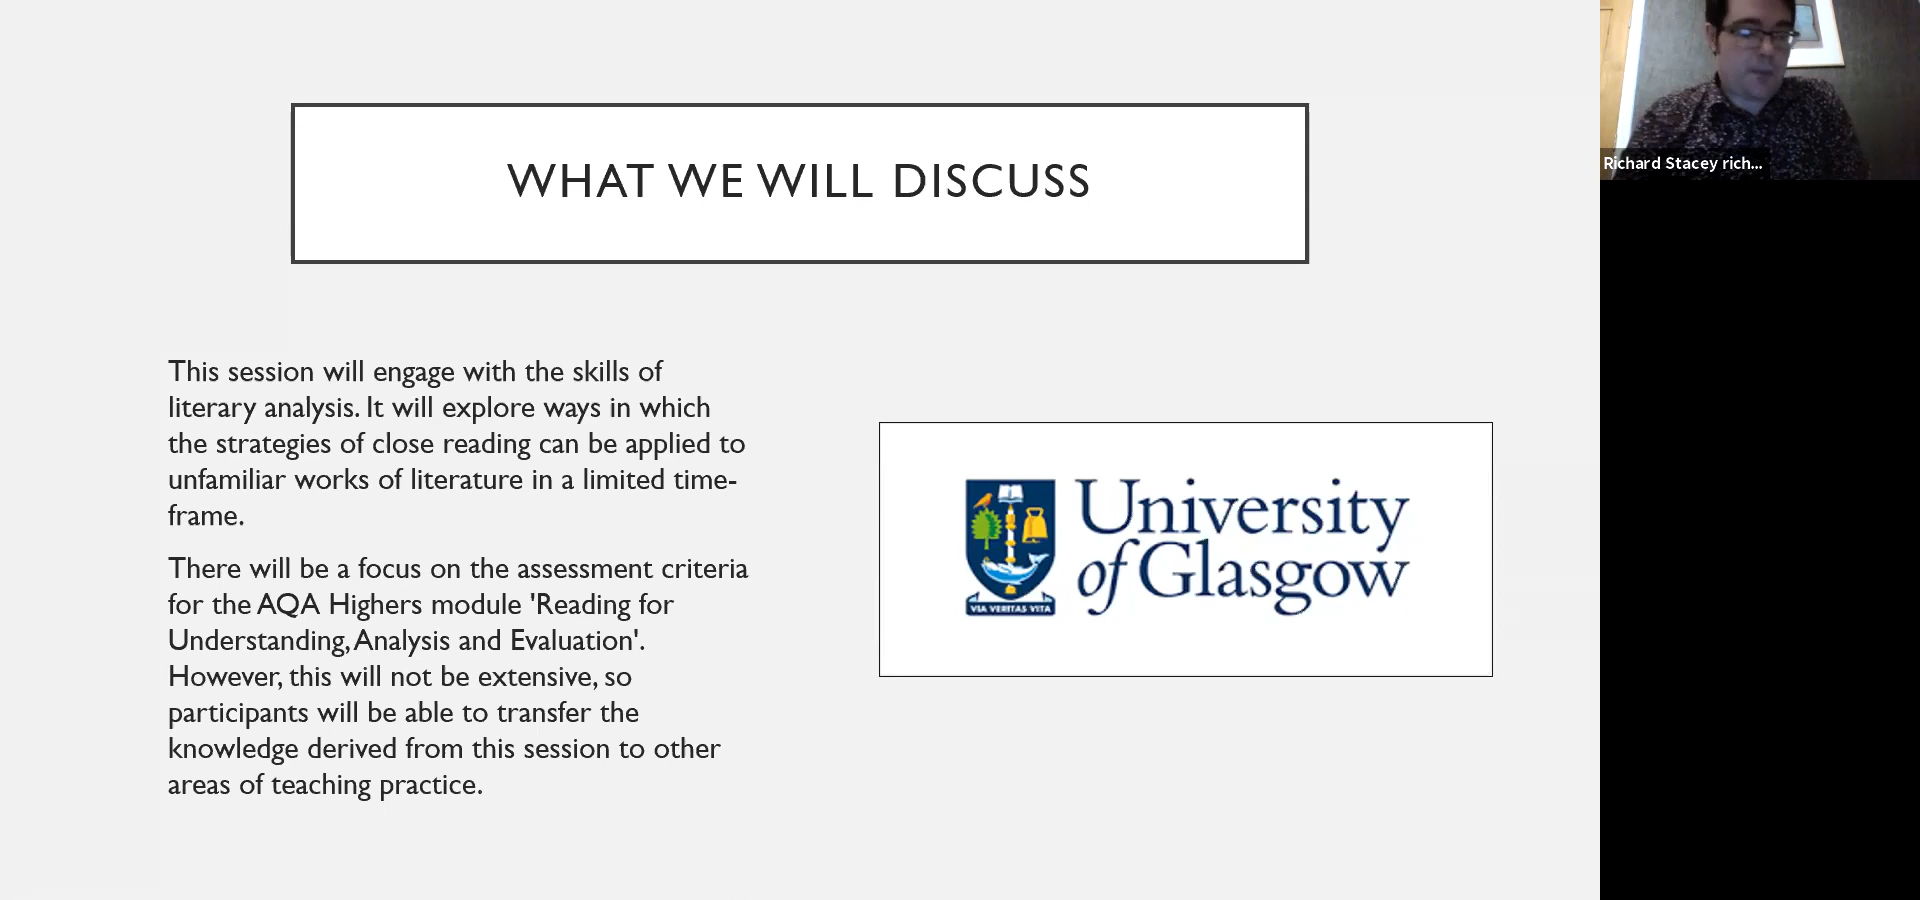 WHAT WE WILL DISCUSS
This session will engage with the skills of
literary analysis. It will explore ways in which
the strategies of close reading can be applied to
unfamiliar works of literature in a limited time-
frame.
There will be a focus on the assessment criteria
for the AQA Highers module 'Reading for
Understanding, Analysis and Evaluation'.
However, this will not be extensive, so
participants will be able to transfer the
knowledge derived from this session to other
areas of teaching practice.
University
of Glasgow
VIA VERITAS VITA
Richard Stacey rich...